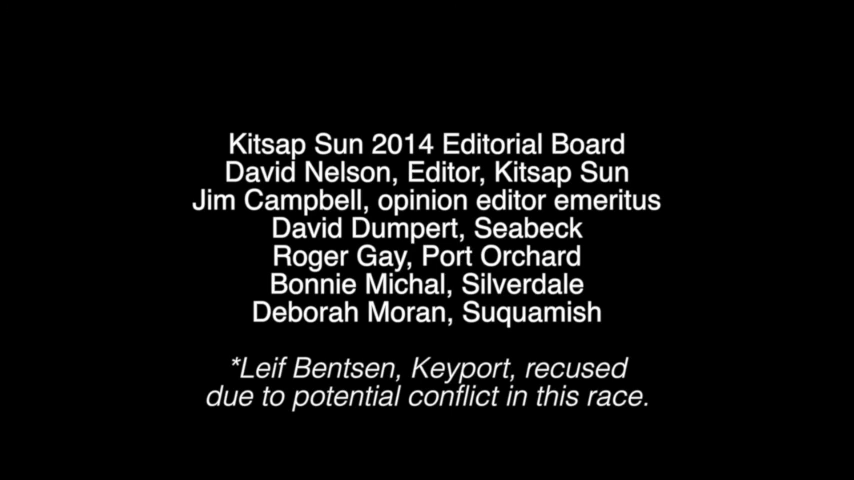 Kitsap Sun 2014 Editorial Board
David Nelson, Editor, Kitsap Sun
Jim Campbell, opinion editor emeritus
David Dumpert, Seabeck
Roger Gay, Port Orchard
Bonnie Michal, Silverdale
Deborah Moran, Suquamish
*Leif Bentsen, Keyport, recused
due to potential conflict in this race.